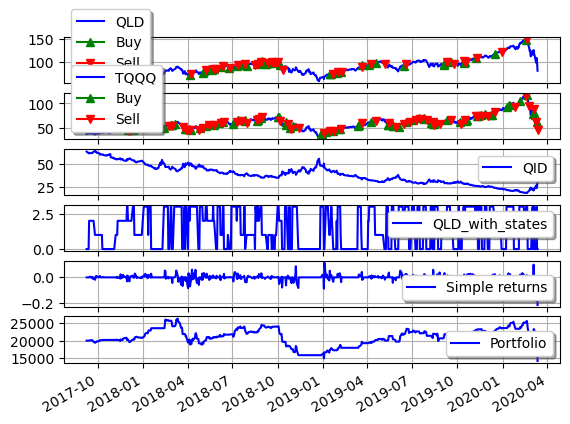 QLD
Buy
Sell
150
100
TQQQ
Buy
Sell
100
50
QID
50
25
QLD_with_states
2.5
0.0
Simple returns
0.0
−0.2
Portfolio
25000
20000
15000
2017-10 2018-01 2018-04 2018-07 2018-10 2019-01 2019-04 2019-07 2019-10 2020-01 2020-04